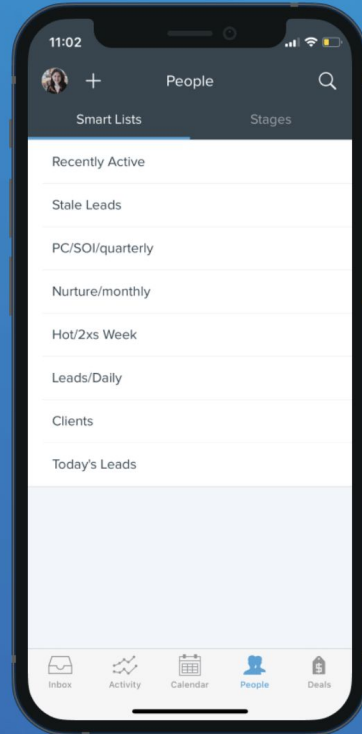 11:02
People
Smart Lists
Stages
Recently Active
Stale Leads
PC/SOI/quarterly
Nurture/monthly
Hot/2xs Week
Leads/Daily
Clients
Today's Leads
Inbox
Activity
Calendar
People
Deals